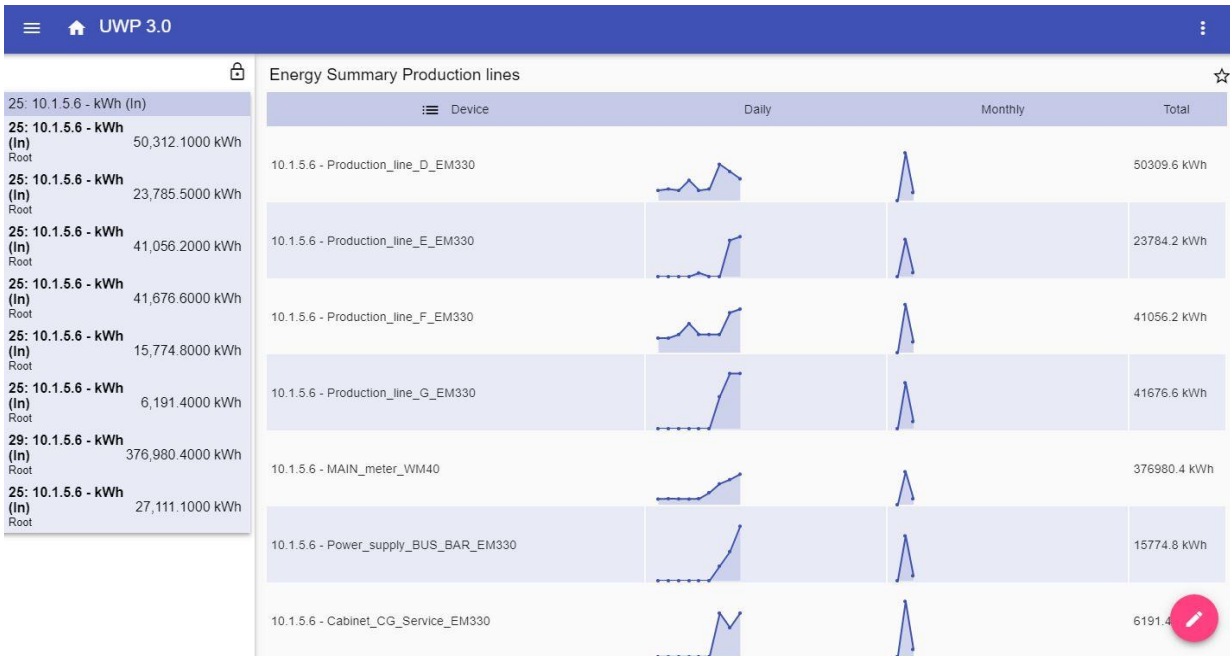 UWP 3.0
25: 10.1.5.6 - kWh (In)
25: 10.1.5.6 - kWh
(In)
50,312.1000 kWh
Root
25: 10.1.5.6 - kWh
(In)
23,785.5000 kWh
Root
25: 10.1.5.6 - kWh
(In)
41,056.2000 kWh
Root
25: 10.1.5.6 - kWh
(In)
41,676.6000 kWh
Root
25: 10.1.5.6 - kWh
(In)
15,774.8000 kWh
Root
25: 10.1.5.6 - kWh
(In)
6,191.4000 kWh
Root
29: 10.1.5.6 - kWh
(In)
376,980.4000 kWh
Root
25: 10.1.5.6 - kWh
(In)
27,111.1000 kWh
Root
Energy Summary Production lines
Device Daily Monthly Total
10.1.5.6 - Production_line_D_EM330 50309.6 kWh
10.1.5.6 - Production_line_E_EM330 23784.2 kWh
10.1.5.6 - Production_line_F_EM330 41056.2 kWh
10.1.5.6 - Production_line_G_EM330 41676.6 kWh
10.1.5.6 - MAIN_meter_WM40 376980.4 kWh
10.1.5.6 - Power_supply_BUS_BAR_EM330 15774.8 kWh
10.1.5.6 - Cabinet_CG_Service_EM330 6191.4